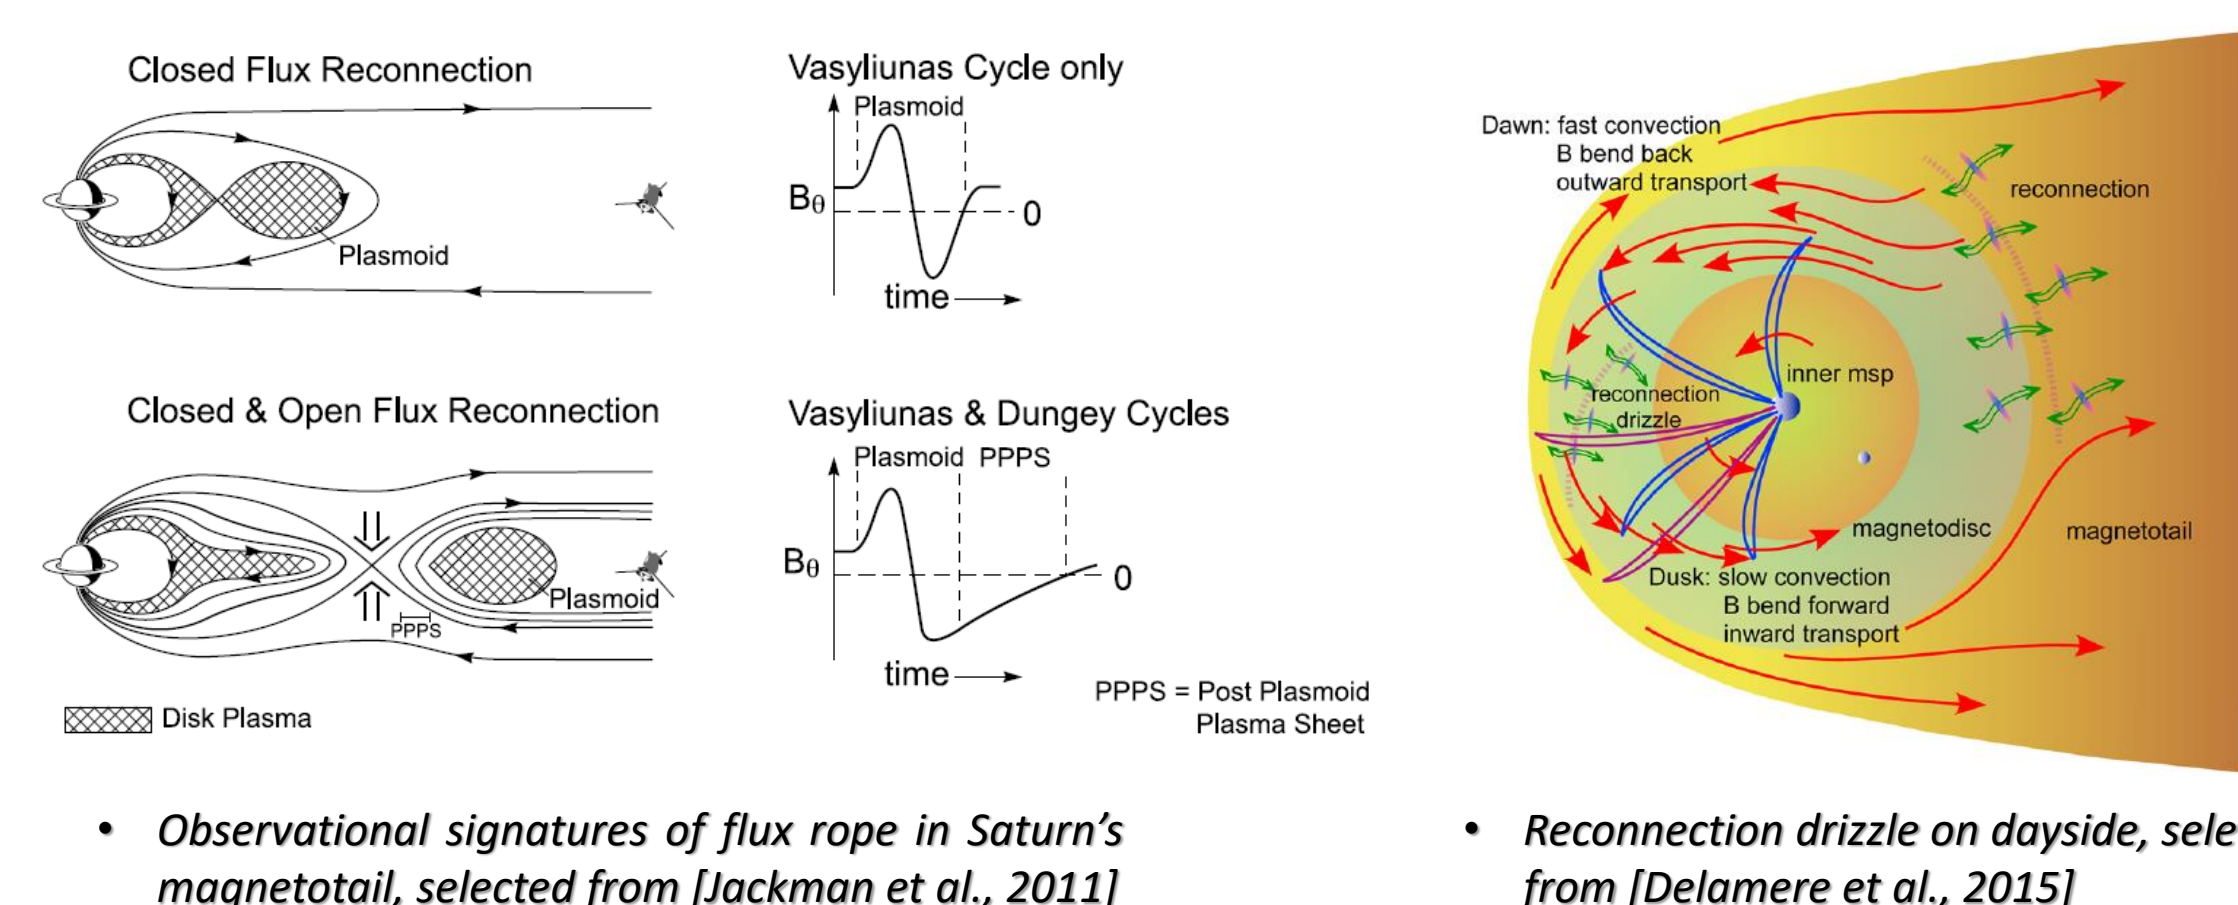 Closed Flux Reconnection
Plasmoid
Vasyliunas Cycle only
Plasmoid
Bθ
0
time
Closed & Open Flux Reconnection
Plasmoid
PPPS
Disk Plasma
Vasyliunas & Dungey Cycles
Plasmoid PPPS
Bθ
0
time
PPPS = Post Plasmoid
Plasma Sheet
Dawn: fast convection
B bend back
outward transport
reconnection
inner msp
reconnection
drizzle
magnetodisc
magnetotail
Dusk: slow convection
B bend forward
inward transport
• Observational signatures of flux rope in Saturn’s
magnetotail, selected from [Jackman et al., 2011]
• Reconnection drizzle on dayside, sele
from [Delamere et al., 2015]